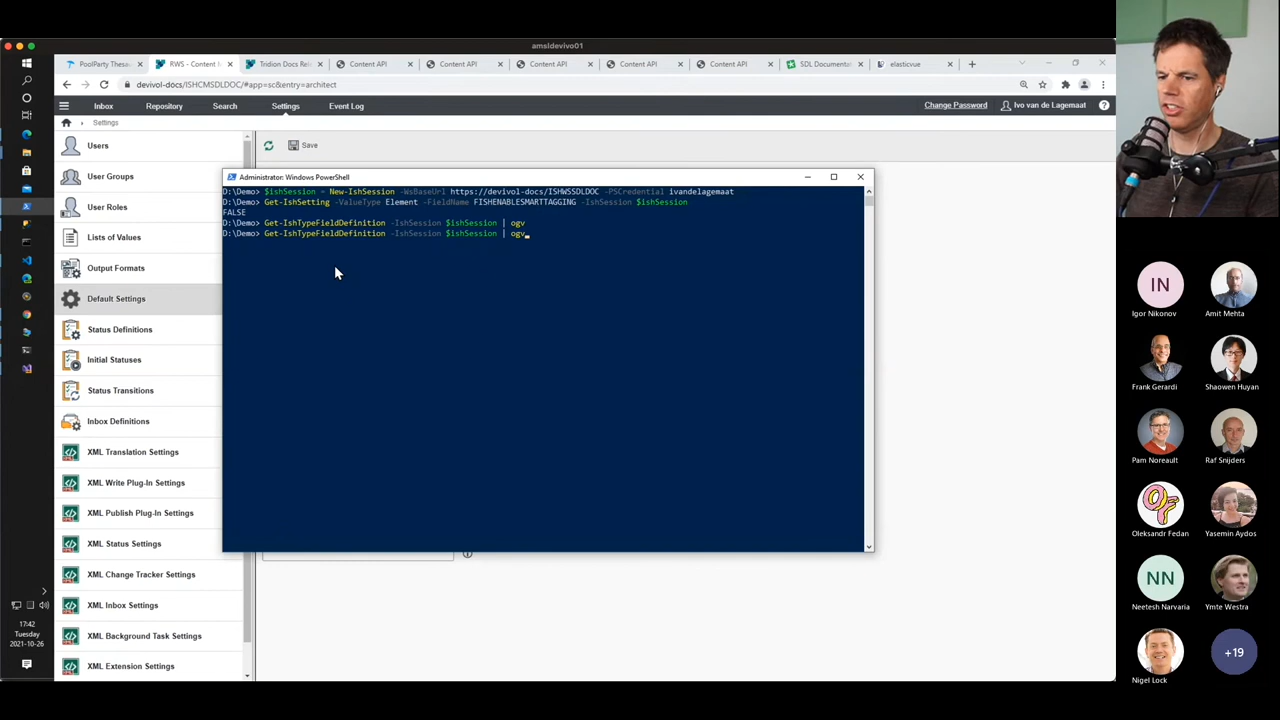 amsldevivo01
PoolParty Thesa
RWS - Content M
Tridion Docs Rela
Content API
Content API
Content API
Content API
Content API
SDL Documenta
elasticvue
devivol-docs/ISHCMSDLDOC/#app=sc&entry=architect
Inbox
Repository
Search
Settings
Event Log
Change Password
Ivo van de Lagemaat
Settings
Users
User Groups
User Roles
Lists of Values
Output Formats
Default Settings
Status Definitions
Initial Statuses
Status Transitions
Inbox Definitions
XML Translation Settings
XML Write Plug-In Settings
XML Publish Plug-In Settings
XML Status Settings
XML Change Tracker Settings
XML Inbox Settings
XML Background Task Settings
XML Extension Settings
Save
Administrator: Windows PowerShell
D:\Demo> $ishSession = New-IshSession -WsBaseUrl https://devivol-docs/ISHWSSDLDOC -PSCredential ivandelagemaat
D:\Demo> Get-IshSetting -ValueType Element -FieldName FISHENABLESMARTTAGGING -IshSession $ishSession
FALSE
D:\Demo> Get-IshTypeFieldDefinition -IshSession $ishSession | ogv
D:\Demo> Get-IshTypeFieldDefinition -IshSession $ishSession | ogv
17:42
Tuesday
2021-10-26
IN
Igor Nikonov
Amit Mehta
Frank Gerardi
Shaowen Huyan
Pam Noreault
Raf Snijders
Oleksandr Fedan
Yasemin Aydos
NN
Neetesh Narvaria
Ymte Westra
Nigel Lock
+19